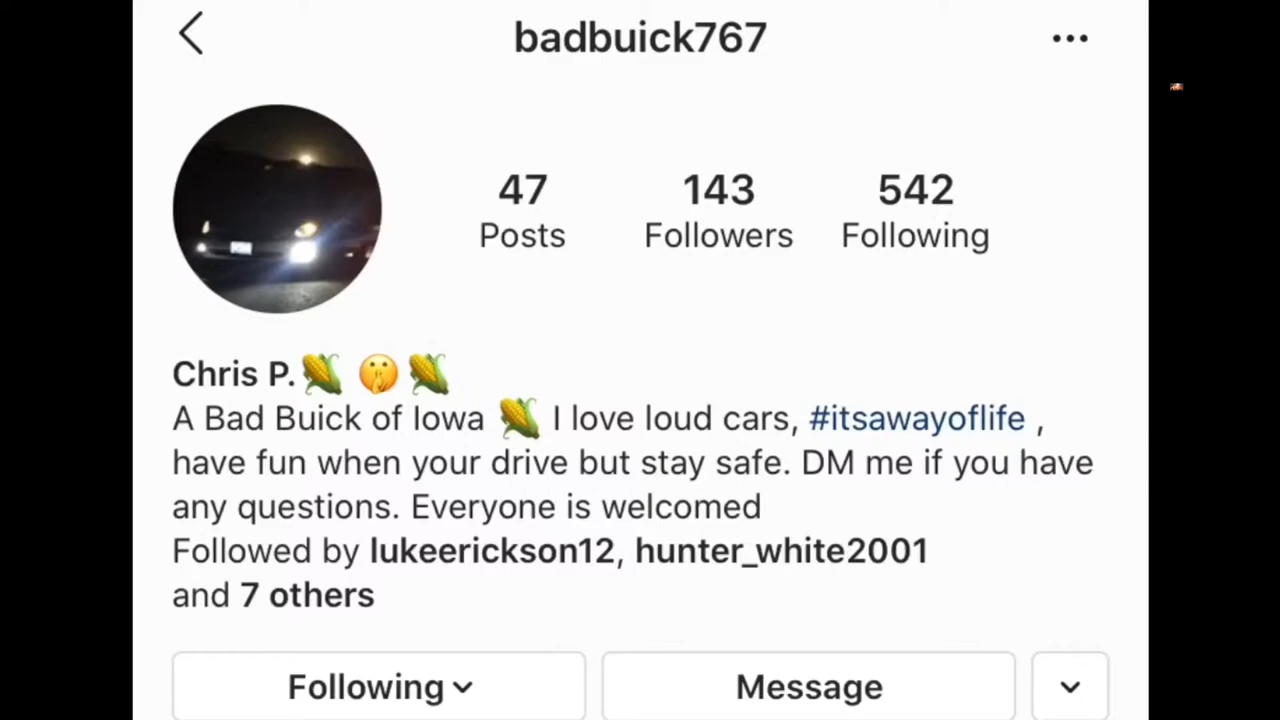 badbuick767
47 143 542
Posts Followers Following
Chris P.🌽 🤫 🌽
A Bad Buick of Iowa 🌽 I love loud cars, #itsawayoflife ,
have fun when your drive but stay safe. DM me if you have
any questions. Everyone is welcomed
Followed by lukeerickson12, hunter_white2001
and 7 others
Following Message